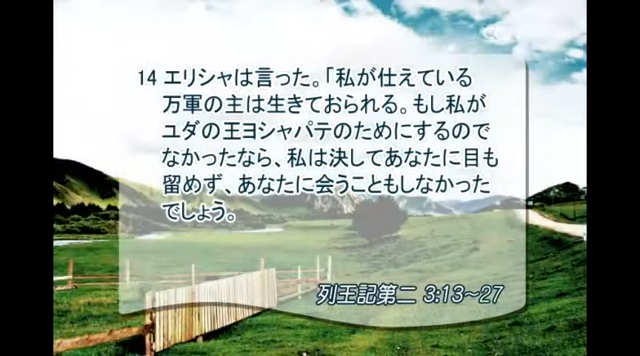 14 エリシャは言った。「私が仕えている
万軍の主は生きておられる。もし私が
ユダの王ヨシャパテのためにするので
なかったなら、私は決してあなたに目も
留めず、あなたに会うこともしなかった
でしょう。
列王記第二 3:13~27